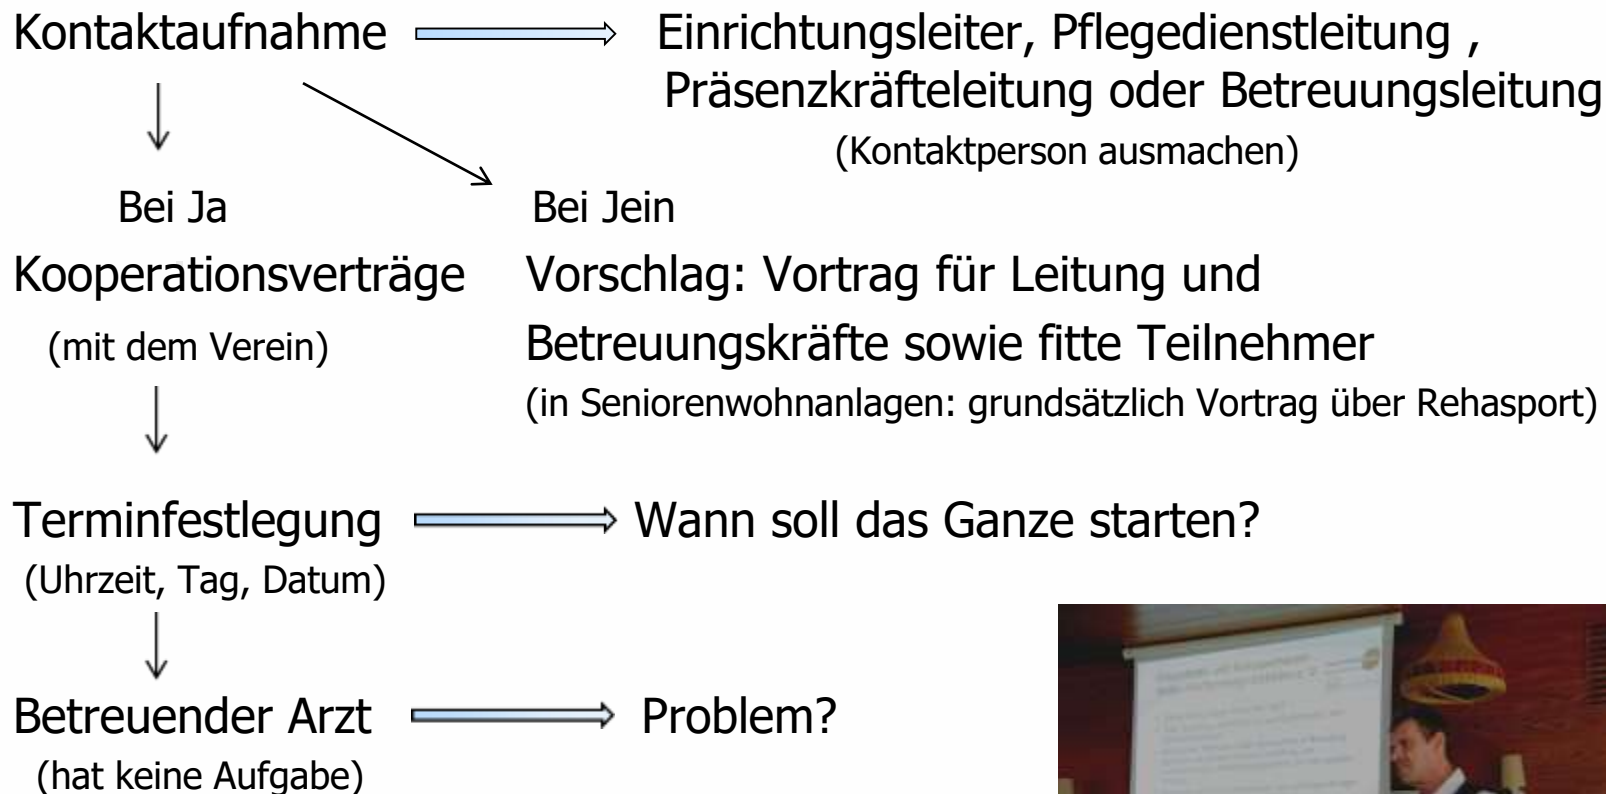 Kontaktaufnahme
Einrichtungsleiter, Pflegedienstleitung ,
Präsenzkräfteleitung oder Betreuungsleitung
(Kontaktperson ausmachen)
Bei Ja
Bei Jein
Kooperationsverträge
Vorschlag: Vortrag für Leitung und
(mit dem Verein)
Betreuungskräfte sowie fitte Teilnehmer
(in Seniorenwohnanlagen: grundsätzlich Vortrag über Rehasport)
Terminfestlegung
Wann soll das Ganze starten?
(Uhrzeit, Tag, Datum)
Betreuender Arzt
Problem?
(hat keine Aufgabe)